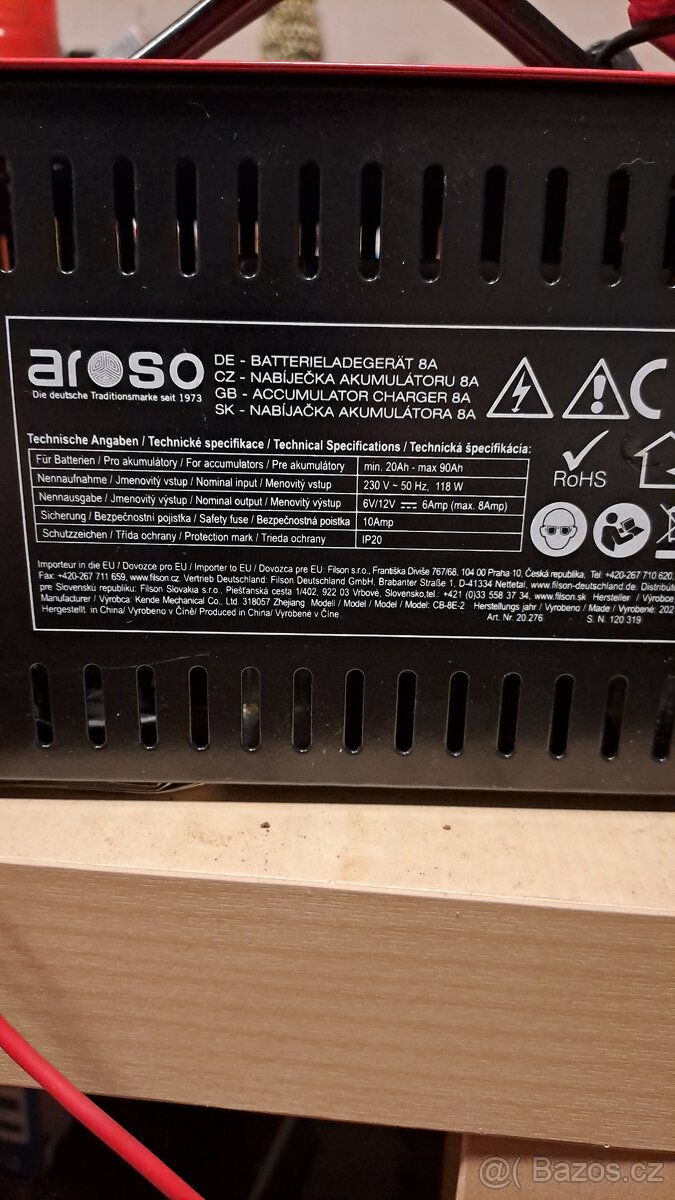 aroso
Die deutsche Traditionsmarke seit 1973
DE - BATTERIELADEGERÄT 8A
CZ - NABÍJEČKA AKUMULÁTORU 8A
GB - ACCUMULATOR CHARGER 8A
SK - NABÍJAČKA AKUMULÁTORA 8A
Technische Angaben / Technické specifikace / Technical Specifications / Technická špecifikácia:
Für Batterien / Pro akumulátory / For accumulators / Pre akumulátory min. 20Ah - max 90Ah
Nennaufnahme / Jmenovitý vstup / Nominal input / Menovitý vstup 230 V ~ 50 Hz, 118 W
Nennausgabe / Jmenovitý výstup / Nominal output / Menovitý výstup 6V/12V ⎓ 6Amp (max. 8Amp)
Sicherung / Bezpečnostní pojistka / Safety fuse / Bezpečnostná poistka 10Amp
Schutzzeichen / Třída ochrany / Protection mark / Trieda ochrany IP20
RoHS
Importeur in die EU / Dovozce pro EU / Importer to EU / Dovozca pre EU: Filson s.r.o., Františka Diviše 767/68, 104 00 Praha 10, Česká republika, Tel: +420-267 710 620,
Fax: +420-267 711 659, www.filson.cz. Vertrieb Deutschland: Filson Deutschland GmbH, Brabanter Straße 1, D-41334 Nettetal, www.filson-deutschland.de. Distributo
pre Slovenskú republiku: Filson Slovakia s.r.o., Piešťanská cesta 1/402, 922 03 Vrbové, Slovensko, tel.: +421 (0)33 558 37 34, www.filson.sk Hersteller / Výrobce
Manufacturer / Výrobca: Kende Mechanical Co., Ltd. 318057 Zhejiang Modell / Model / Model / Model: CB-8E-2 Herstellungs jahr / Vyrobeno / Made / Vyrobené: 202
Hergestellt. in China/ Vyrobeno v Číně/ Produced in China/ Vyrobené v Číne Art. Nr. 20 276 S. N. 120 319
@( Bazos.cz